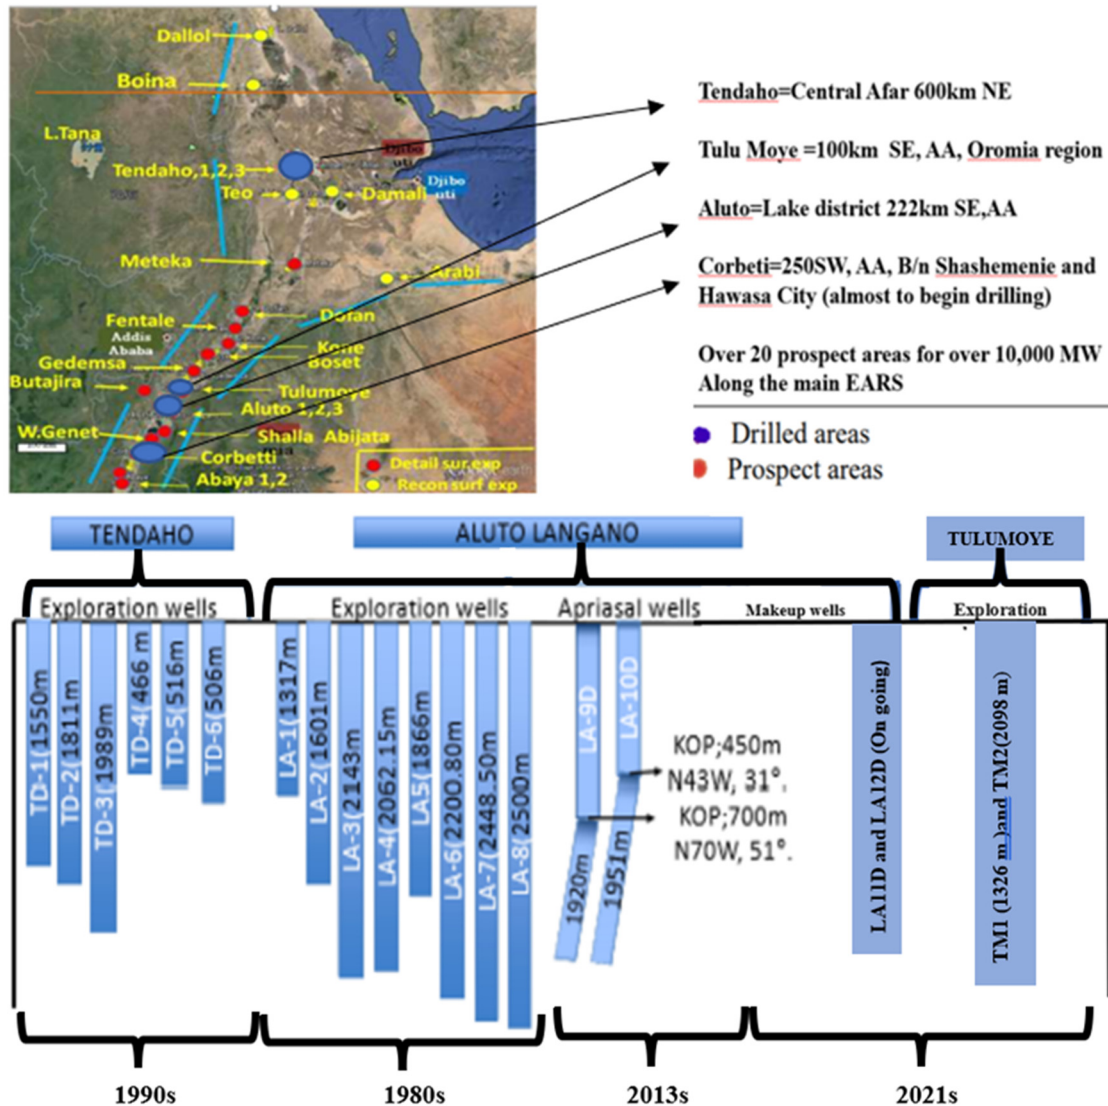 Dallol
Boina
L.Tana
Tendaho,1,2,3
Djibo
uti
Djibo
uti
Teo
Damali
Meteka
Arabi
Fentale
Doran
Addis
Ababa
Kone
Boset
Gedemsa
Butajira
Tulumoye
Aluto 1,2,3
W.Genet
Shalla Abijata
Corbetti
Abaya 1,2
Detail sur exp
Recon surf exp
Tendaho=Central Afar 600km NE
Tulu Moye =100km SE, AA, Oromia region
Aluto=Lake district 222km SE,AA
Corbeti=250SW, AA, B/n Shashemenie and
Hawasa City (almost to begin drilling)
Over 20 prospect areas for over 10,000 MW
Along the main EARS
Drilled areas
Prospect areas
TENDAHO
ALUTO LANGANO
TULUMOYE
Exploration wells
Exploration wells
Apriasal wells
Makeup wells
Exploration
TD-1(1550m
TD-2(1811m
TD-3(1989m
TD-4(466 m
TD-5(516m
TD-6(506m
LA-1(1317m
LA-2(1601m
LA-3(2143m
LA-4(2062.15m
LA5(1866m
LA-6(2200.80m
LA-7(2448.50m
LA-8(2500m
LA-9D
1920m
LA-10D
1951m
KOP;450m
N43W, 31°.
KOP;700m
N70W, 51°.
LA11D and LA12D (On going)
TM1 (1326 m )and TM2(2098 m)
1990s
1980s
2013s
2021s